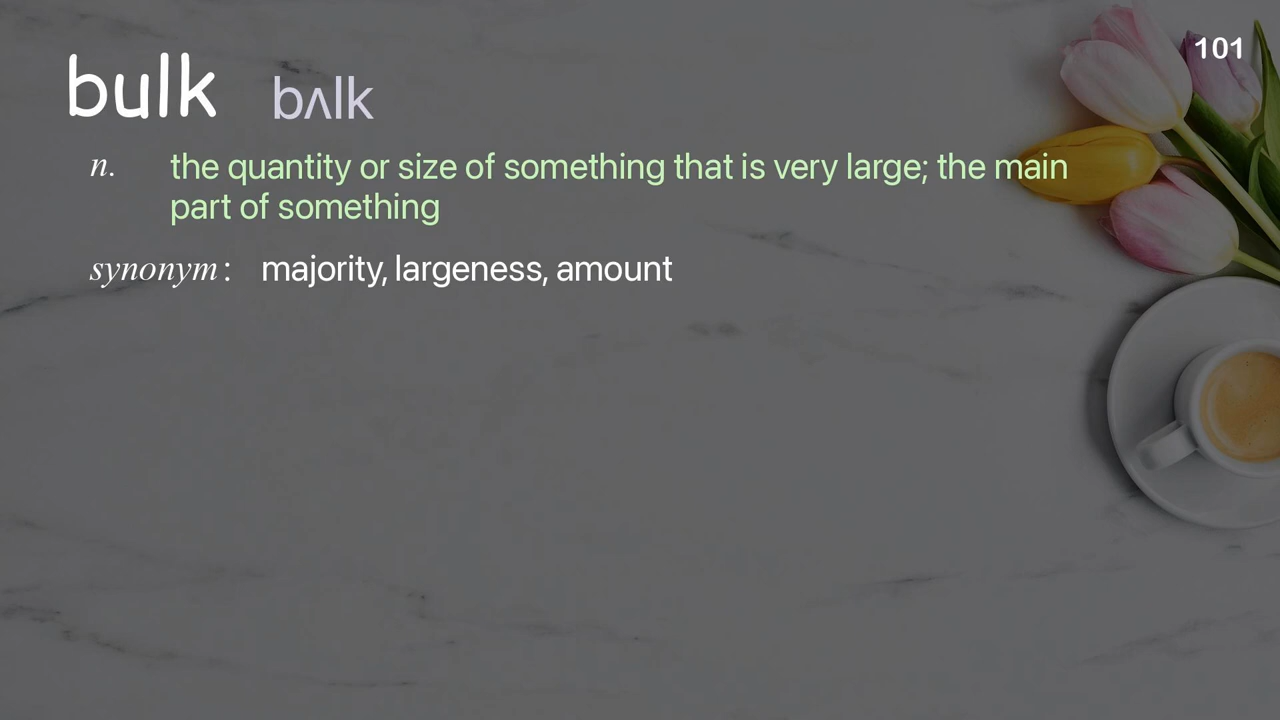 101
bulk bʌlk
n. the quantity or size of something that is very large; the main
part of something
synonym: majority, largeness, amount